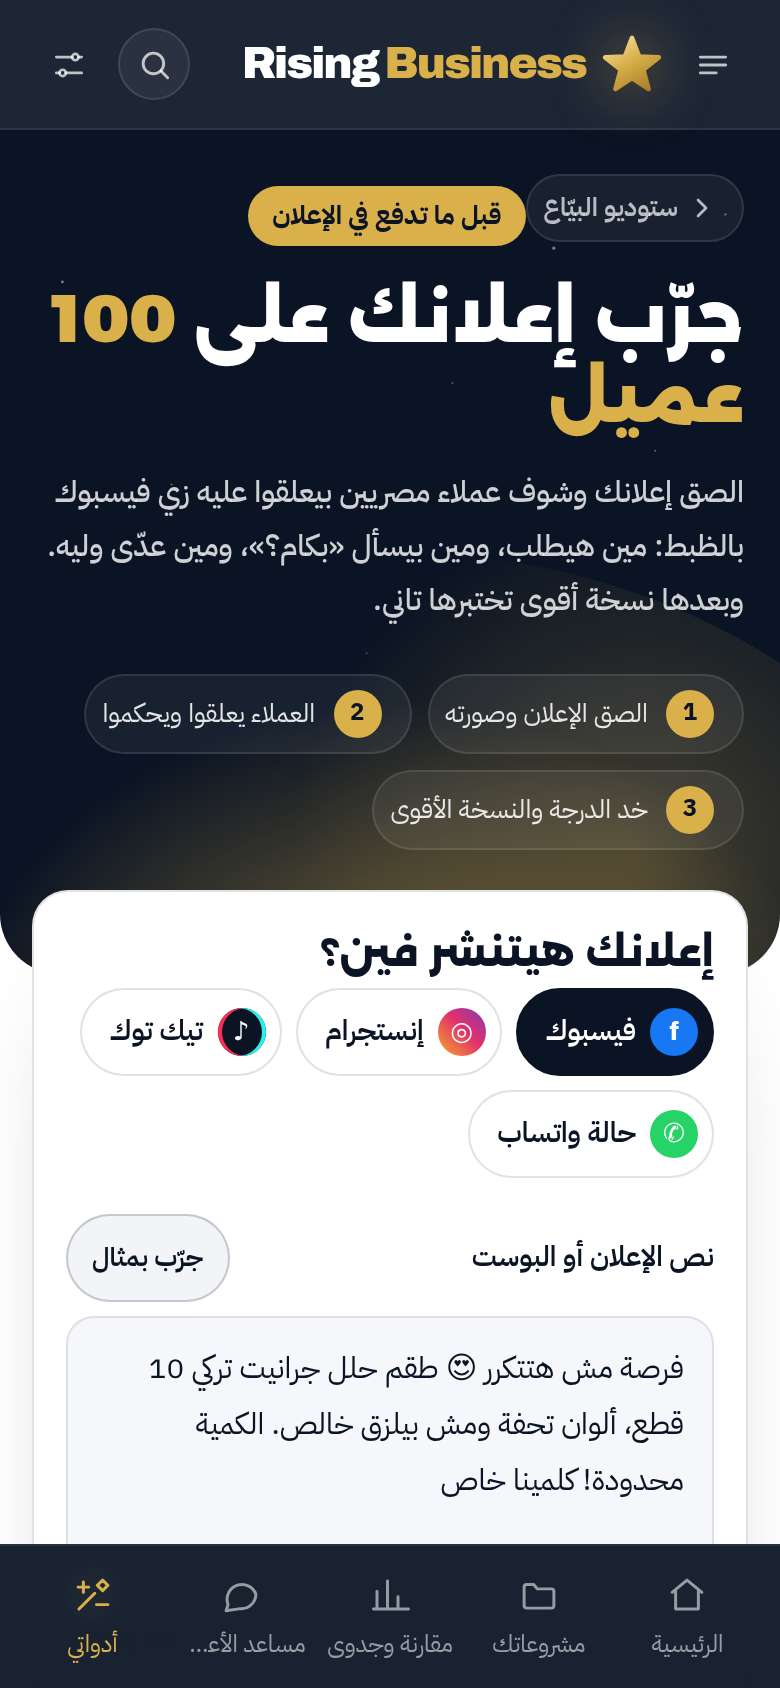 Rising Business
ستوديو البيّاع
قبل ما تدفع في الإعلان
جرّب إعلانك على 100
عميل
الصق إعلانك وشوف عملاء مصريين بيعلقوا عليه زي فيسبوك
بالظبط: مين هيطلب، ومين بيسأل «بكام؟»، ومين عدّى وليه.
وبعدها نسخة أقوى تختبرها تاني.
1 الصق الإعلان وصورته
2 العملاء يعلقوا ويحكموا
3 خد الدرجة والنسخة الأقوى
إعلانك هيتنشر فين؟
f فيسبوك
إنستجرام
تيك توك
حالة واتساب
نص الإعلان أو البوست
جرّب بمثال
فرصة مش هتتكرر 😍 طقم حلل جرانيت تركي 10
قطع، ألوان تحفة ومش بيلزق خالص. الكمية
محدودة! كلمينا خاص
الرئيسية
مشروعاتك
مقارنة وجدوى
مساعد الأع...
أدواتي